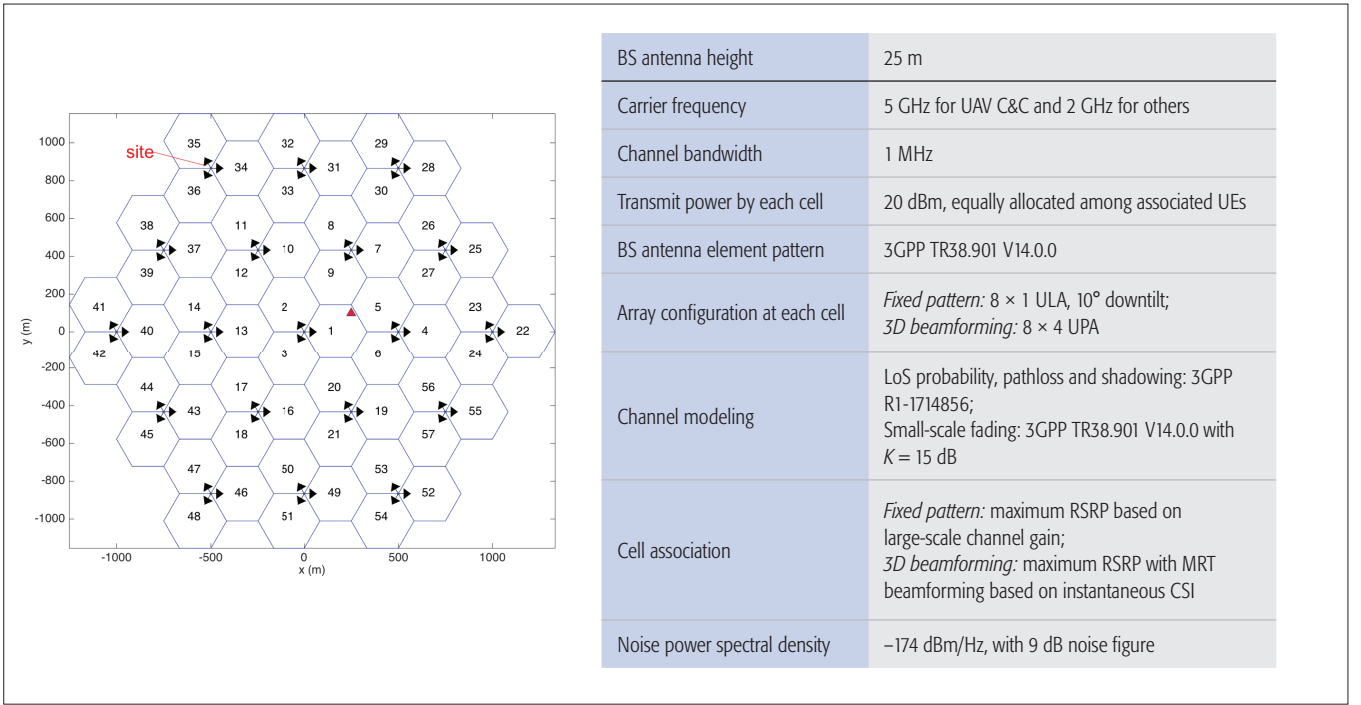 35
32
29
1000
site
34
31
28
800
36
33
30
600
38
11
8
26
37
10
7
25
400
39
12
9
27
200
41
14
2
5
23
0
40
13
1
4
22
42
15
3
6
24
-200
44
17
20
56
-400
43
16
19
55
45
18
21
57
-600
47
50
53
-800
46
49
52
48
51
54
-1000
-1000
-500
0
500
1000
x (m)
y (m)
BS antenna height
25 m
Carrier frequency
5 GHz for UAV C&C and 2 GHz for others
Channel bandwidth
1 MHz
Transmit power by each cell
20 dBm, equally allocated among associated UEs
BS antenna element pattern
3GPP TR38.901 V14.0.0
Array configuration at each cell
Fixed pattern: 8 × 1 ULA, 10° downtilt;
3D beamforming: 8 × 4 UPA
Channel modeling
LoS probability, pathloss and shadowing: 3GPP
R1-1714856;
Small-scale fading: 3GPP TR38.901 V14.0.0 with
K = 15 dB
Cell association
Fixed pattern: maximum RSRP based on
large-scale channel gain;
3D beamforming: maximum RSRP with MRT
beamforming based on instantaneous CSI
Noise power spectral density
–174 dBm/Hz, with 9 dB noise figure